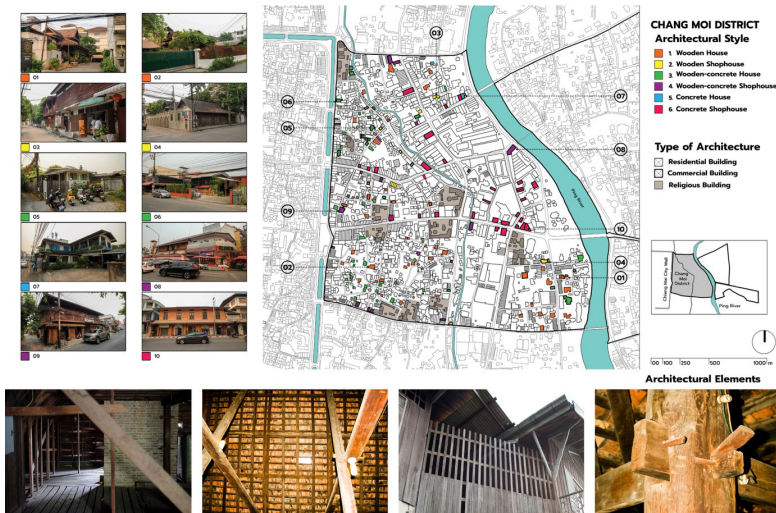 CHANG MOI DISTRICT
Architectural Style
1. Wooden House
2. Wooden Shophouse
3. Wooden-concrete House
4. Wooden-concrete Shophouse
5. Concrete House
6. Concrete Shophouse
Type of Architecture
Residential Building
Commercial Building
Religious Building
01
02
03
04
05
06
07
08
09
10
03
06
05
09
02
07
08
10
04
01
Ping River
Chang Mai City Wall
Chang Moi District
Ping River
100
250
500
1000 m
Architectural Elements